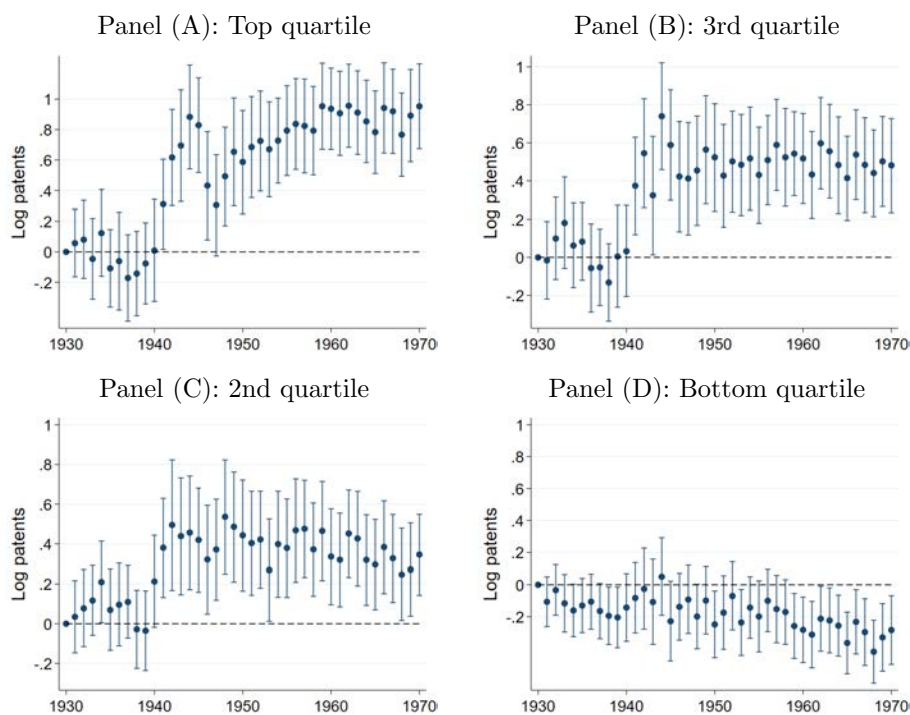 Panel (A): Top quartile
Log patents
1
.8
.6
.4
.2
0
-.2
1930 1940 1950 1960 1970
Panel (B): 3rd quartile
Log patents
1
.8
.6
.4
.2
0
-.2
1930 1940 1950 1960 1970
Panel (C): 2nd quartile
Log patents
1
.8
.6
.4
.2
0
-.2
1930 1940 1950 1960 1970
Panel (D): Bottom quartile
Log patents
1
.8
.6
.4
.2
0
-.2
1930 1940 1950 1960 1970